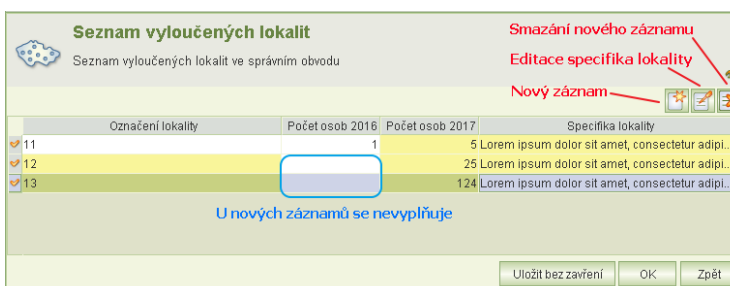 Seznam vyloučených lokalit
Seznam vyloučených lokalit ve správním obvodu
Smazání nového záznamu
Editace specifika lokality
Nový záznam
Označení lokality Počet osob 2016 Počet osob 2017 Specifika lokality
11 1 5 Lorem ipsum dolor sit amet, consectetur adipi...
12 25 Lorem ipsum dolor sit amet, consectetur adipi...
13 124 Lorem ipsum dolor sit amet, consectetur adipi...
U nových záznamů se nevyplňuje
Uložit bez zavření OK Zpět